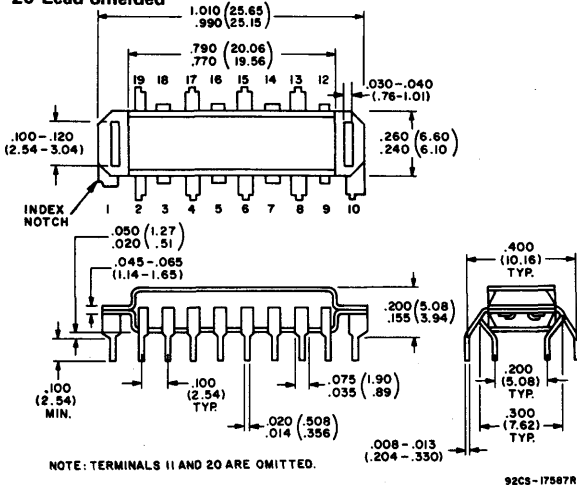 20-Lead Shielded
1.010 (25.65)
.990 (25.15)
.790 (20.06)
.770 (19.56)
19 18 17 16 15 14 13 12
.030-.040
(.76-1.01)
.100-.120
(2.54-3.04)
.260 (6.60)
.240 (6.10)
INDEX
NOTCH
1 2 3 4 5 6 7 8 9 10
.050 (1.27)
.020 (.51)
.045-.065
(1.14-1.65)
.400
(10.16)
TYP.
.200 (5.08)
.155 (3.94)
.100
(2.54)
MIN.
.100
(2.54)
TYP.
.075 (1.90)
.035 (.89)
.200
(5.08)
TYP.
.020 (.508)
.014 (.356)
.300
(7.62)
TYP.
.008-.013
(.204-.330)
NOTE: TERMINALS 11 AND 20 ARE OMITTED.
92CS-17587R